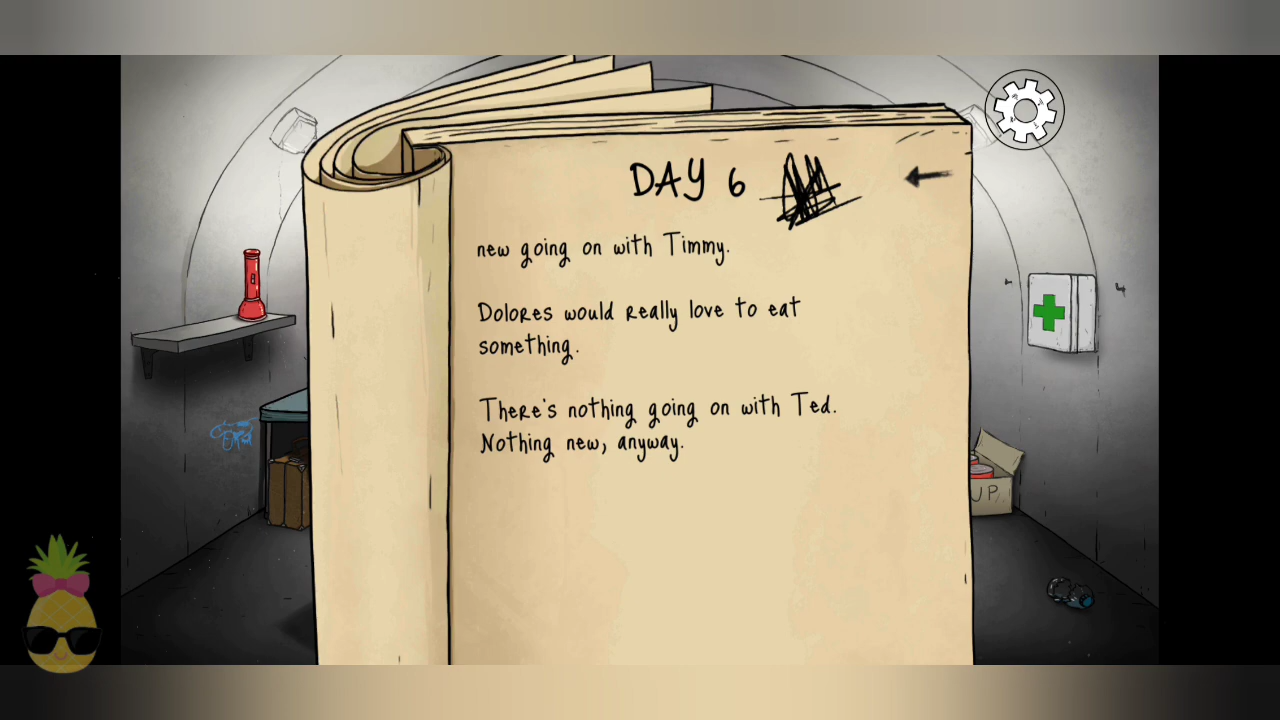 DAY 6
new going on with Timmy.
Dolores would really love to eat
something.
There's nothing going on with Ted.
Nothing new, anyway.
UP